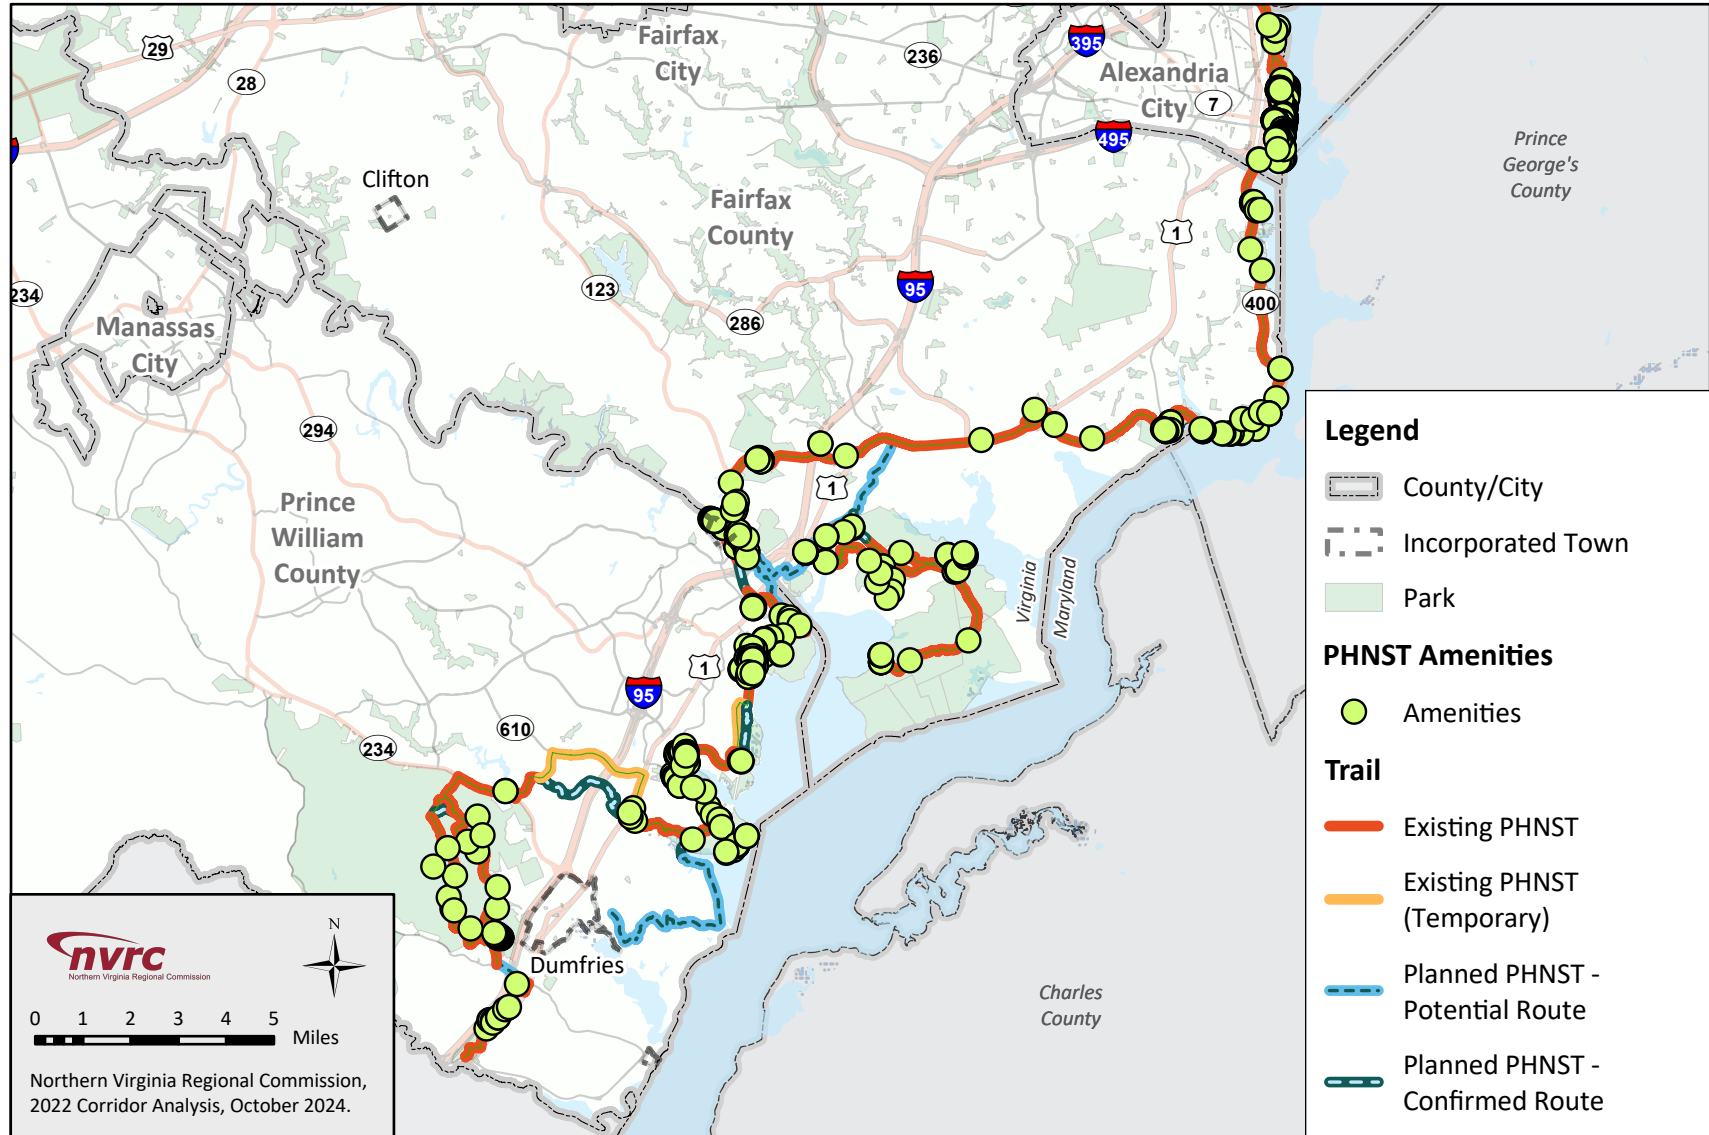 29
28
Fairfax
City
236
395
Alexandria
City
7
495
Prince
George's
County
Clifton
Fairfax
County
1
234
123
95
400
286
Manassas
City
294
Prince
William
County
1
Virginia
Maryland
1
95
610
234
Dumfries
Charles
County
Legend
County/City
Incorporated Town
Park
PHNST Amenities
Amenities
Trail
Existing PHNST
Existing PHNST
(Temporary)
Planned PHNST -
Potential Route
Planned PHNST -
Confirmed Route
nvrc
Northern Virginia Regional Commission
N
0 1 2 3 4 5
Miles
Northern Virginia Regional Commission,
2022 Corridor Analysis, October 2024.